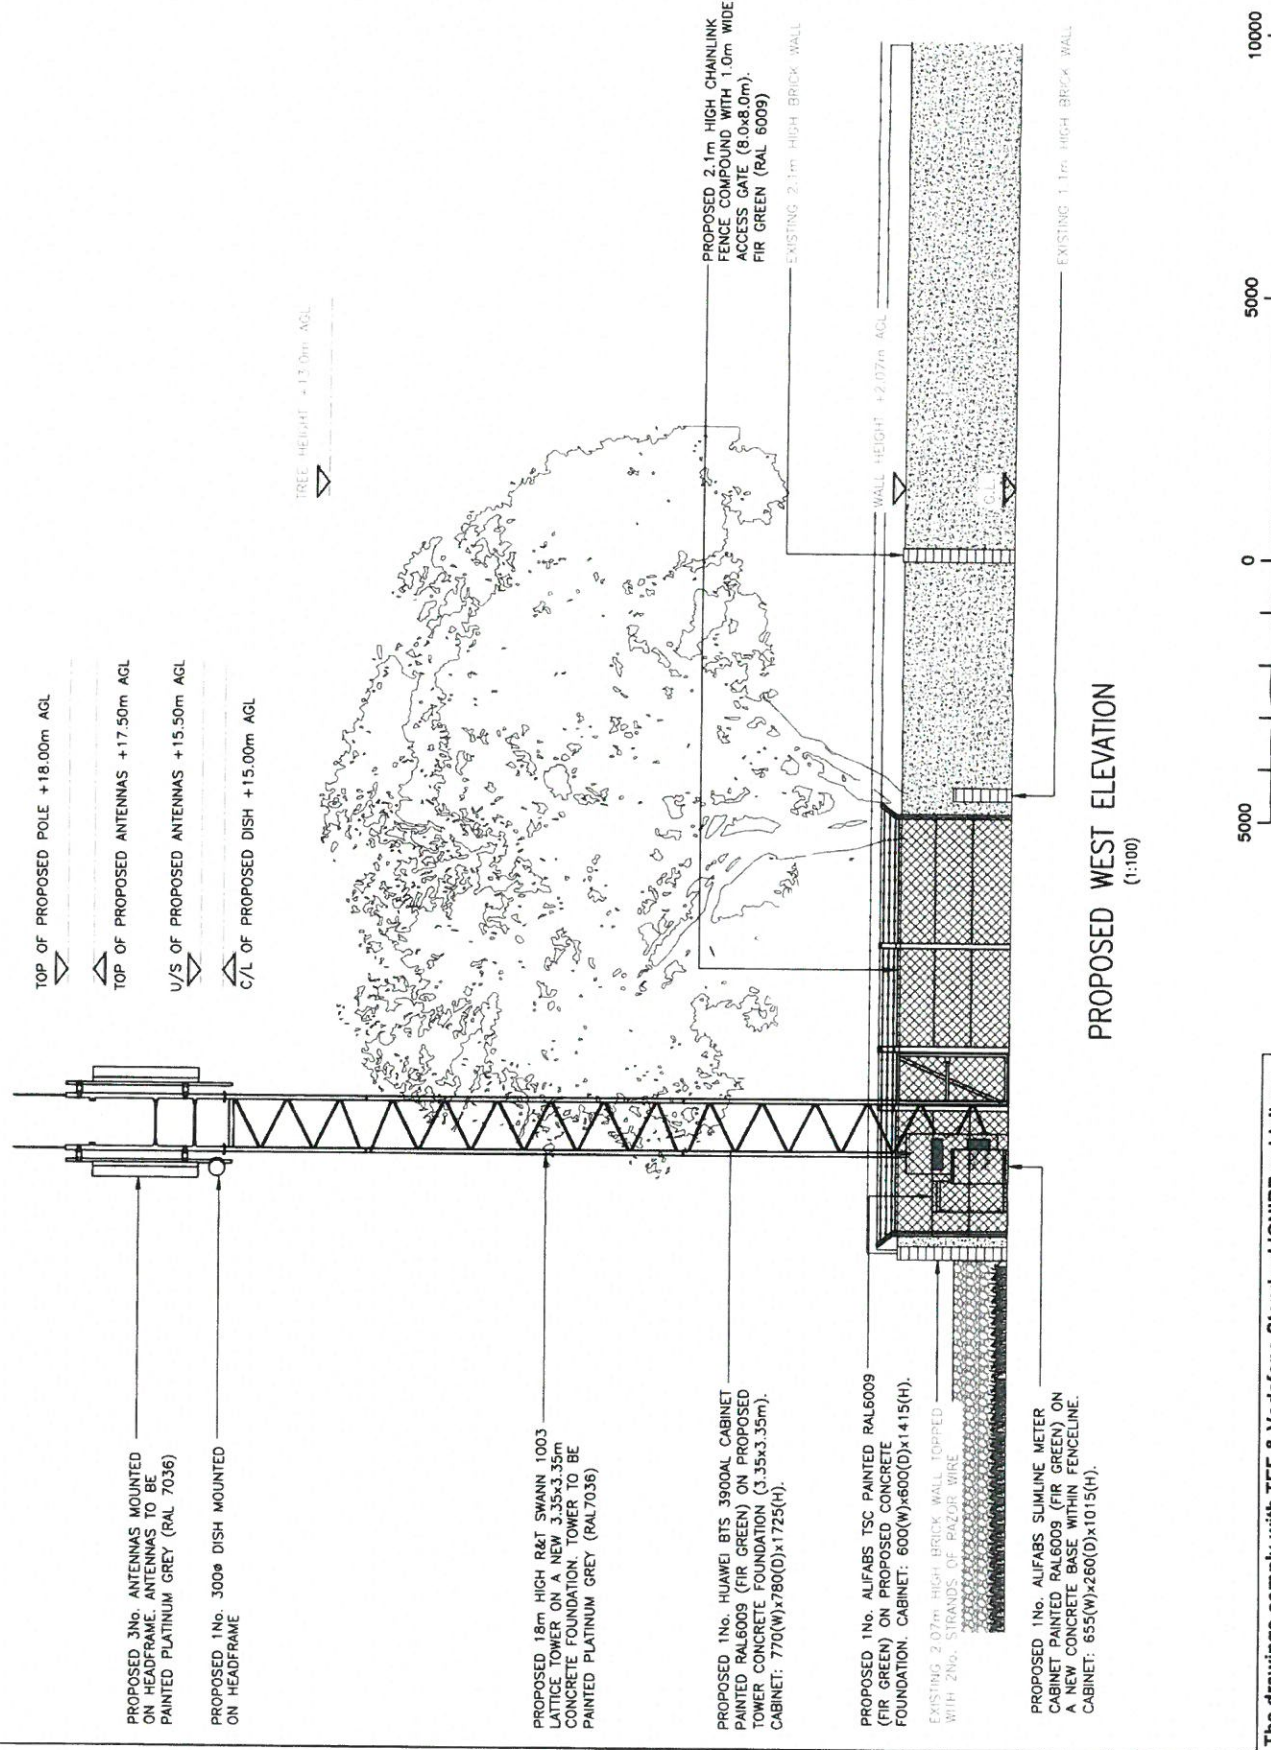 TOP OF PROPOSED POLE +18.00m AGL
TOP OF PROPOSED ANTENNAS +17.50m AGL
U/S OF PROPOSED ANTENNAS +15.50m AGL
C/L OF PROPOSED DISH +15.00m AGL
TREE HEIGHT +13.0m AGL
PROPOSED 3No. ANTENNAS MOUNTED
ON HEADFRAME. ANTENNAS TO BE
PAINTED PLATINUM GREY (RAL 7036)
PROPOSED 1No. 300ø DISH MOUNTED
ON HEADFRAME
PROPOSED 18m HIGH R&T SWANN 1003
LATTICE TOWER ON A NEW 3.35x3.35m
CONCRETE FOUNDATION. TOWER TO BE
PAINTED PLATINUM GREY (RAL7036)
PROPOSED 1No. HUAWEI BTS 3900AL CABINET
PAINTED RAL6009 (FIR GREEN) ON PROPOSED
TOWER CONCRETE FOUNDATION (3.35x3.35m).
CABINET: 770(W)x780(D)x1725(H).
PROPOSED 1No. ALIFABS TSC PAINTED RAL6009
(FIR GREEN) ON PROPOSED CONCRETE
FOUNDATION. CABINET: 600(W)x600(D)x1415(H).
EXISTING 2.07m HIGH BRICK WALL TOPPED
WITH 2No. STRANDS OF RAZOR WIRE
PROPOSED 1No. ALIFABS SLIMLINE METER
CABINET PAINTED RAL6009 (FIR GREEN) ON
A NEW CONCRETE BASE WITHIN FENCELINE.
CABINET: 655(W)x260(D)x1015(H).
PROPOSED 2.1m HIGH CHAINLINK
FENCE COMPOUND WITH 1.0m WIDE
ACCESS GATE (8.0x8.0m).
FIR GREEN (RAL 6009)
EXISTING 2.1m HIGH BRICK WALL
WALL HEIGHT +2.07m AGL
G.L.
EXISTING 1.1m HIGH BRICK WALL
PROPOSED WEST ELEVATION
(1:100)
5000
0
5000
10000
The drawings comply with TEF & Vodafone Standard